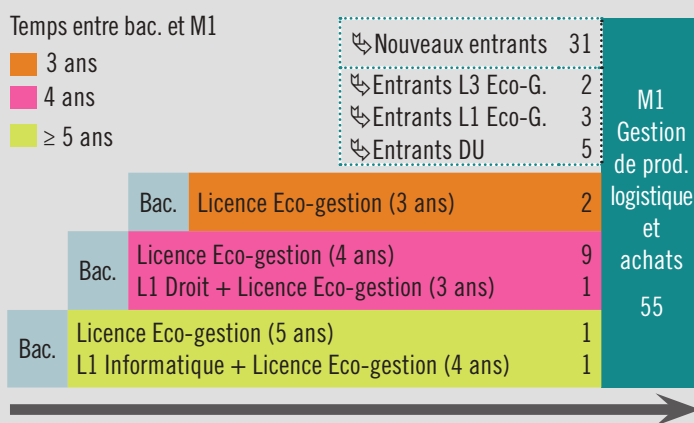 Temps entre bac. et M1
3 ans
4 ans
≥ 5 ans
↳Nouveaux entrants 31
↳Entrants L3 Eco-G. 2
↳Entrants L1 Eco-G. 3
↳Entrants DU 5
Bac. Licence Eco-gestion (3 ans) 2
Bac.
Licence Eco-gestion (4 ans) 9
L1 Droit + Licence Eco-gestion (3 ans) 1
Bac.
Licence Eco-gestion (5 ans) 1
L1 Informatique + Licence Eco-gestion (4 ans) 1
M1
Gestion
de prod.
logistique
et
achats
55